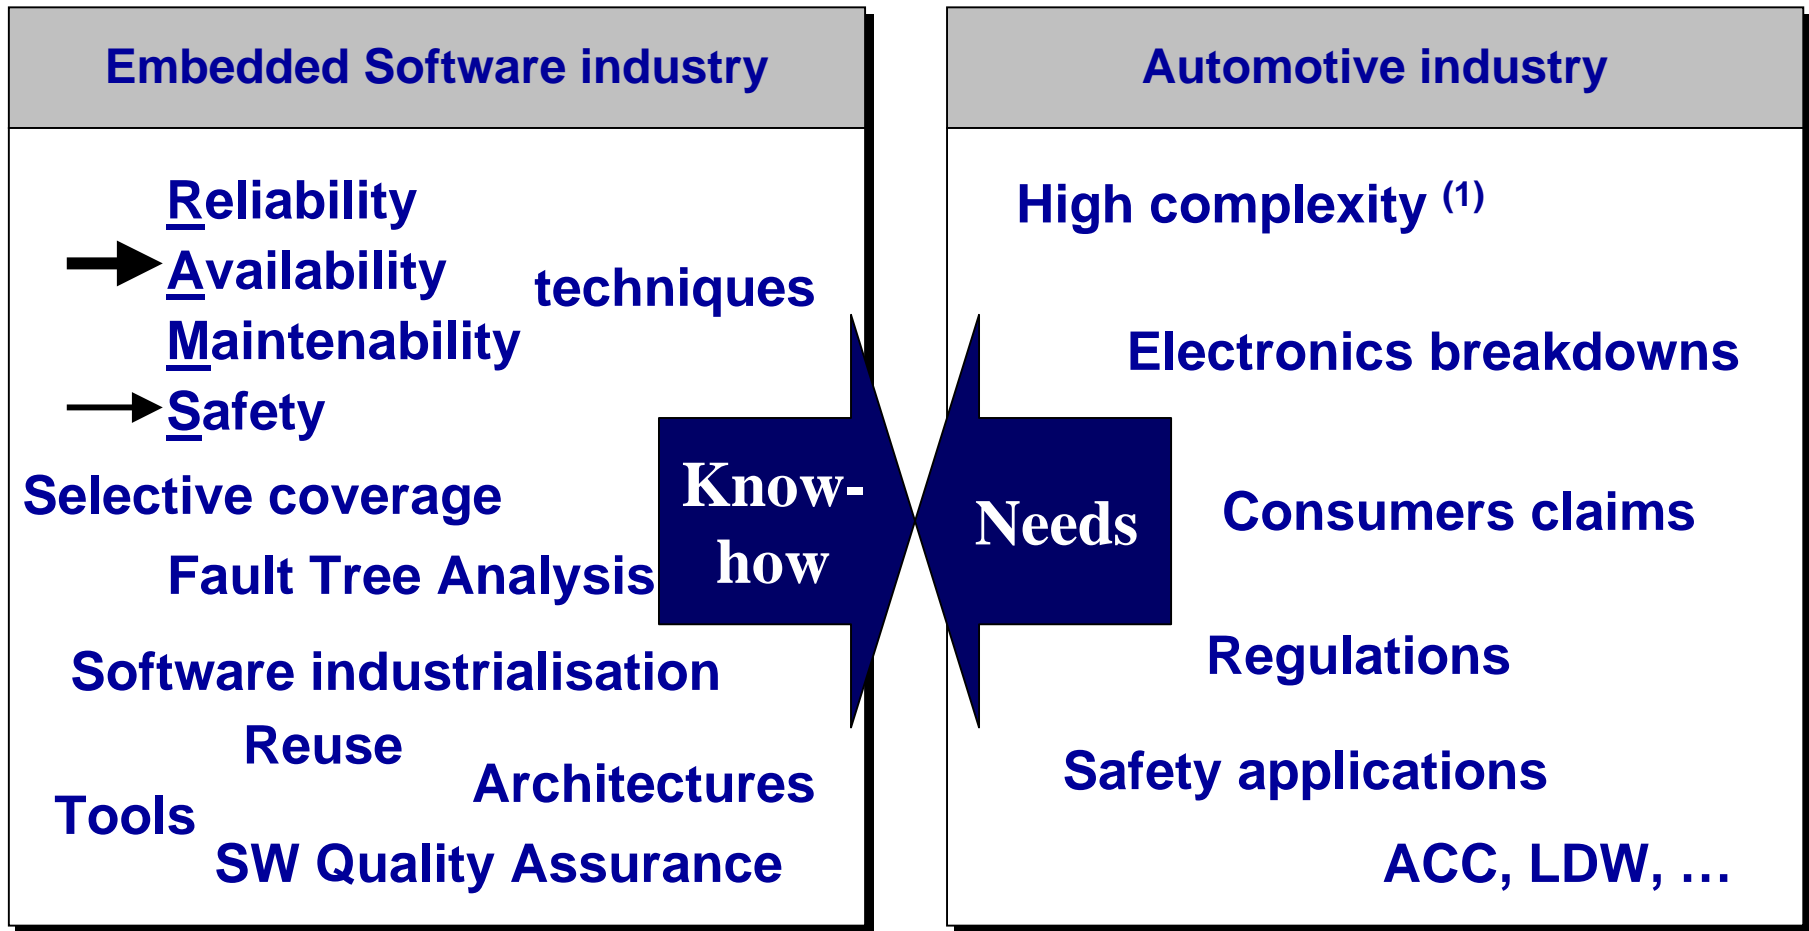 Embedded Software industry
Reliability
Availability
techniques
Maintenability
Safety
Selective coverage
Fault Tree Analysis
Software industrialisation
Reuse
Architectures
Tools
SW Quality Assurance
Know-
how
Needs
Automotive industry
High complexity (1)
Electronics breakdowns
Consumers claims
Regulations
Safety applications
ACC, LDW, …